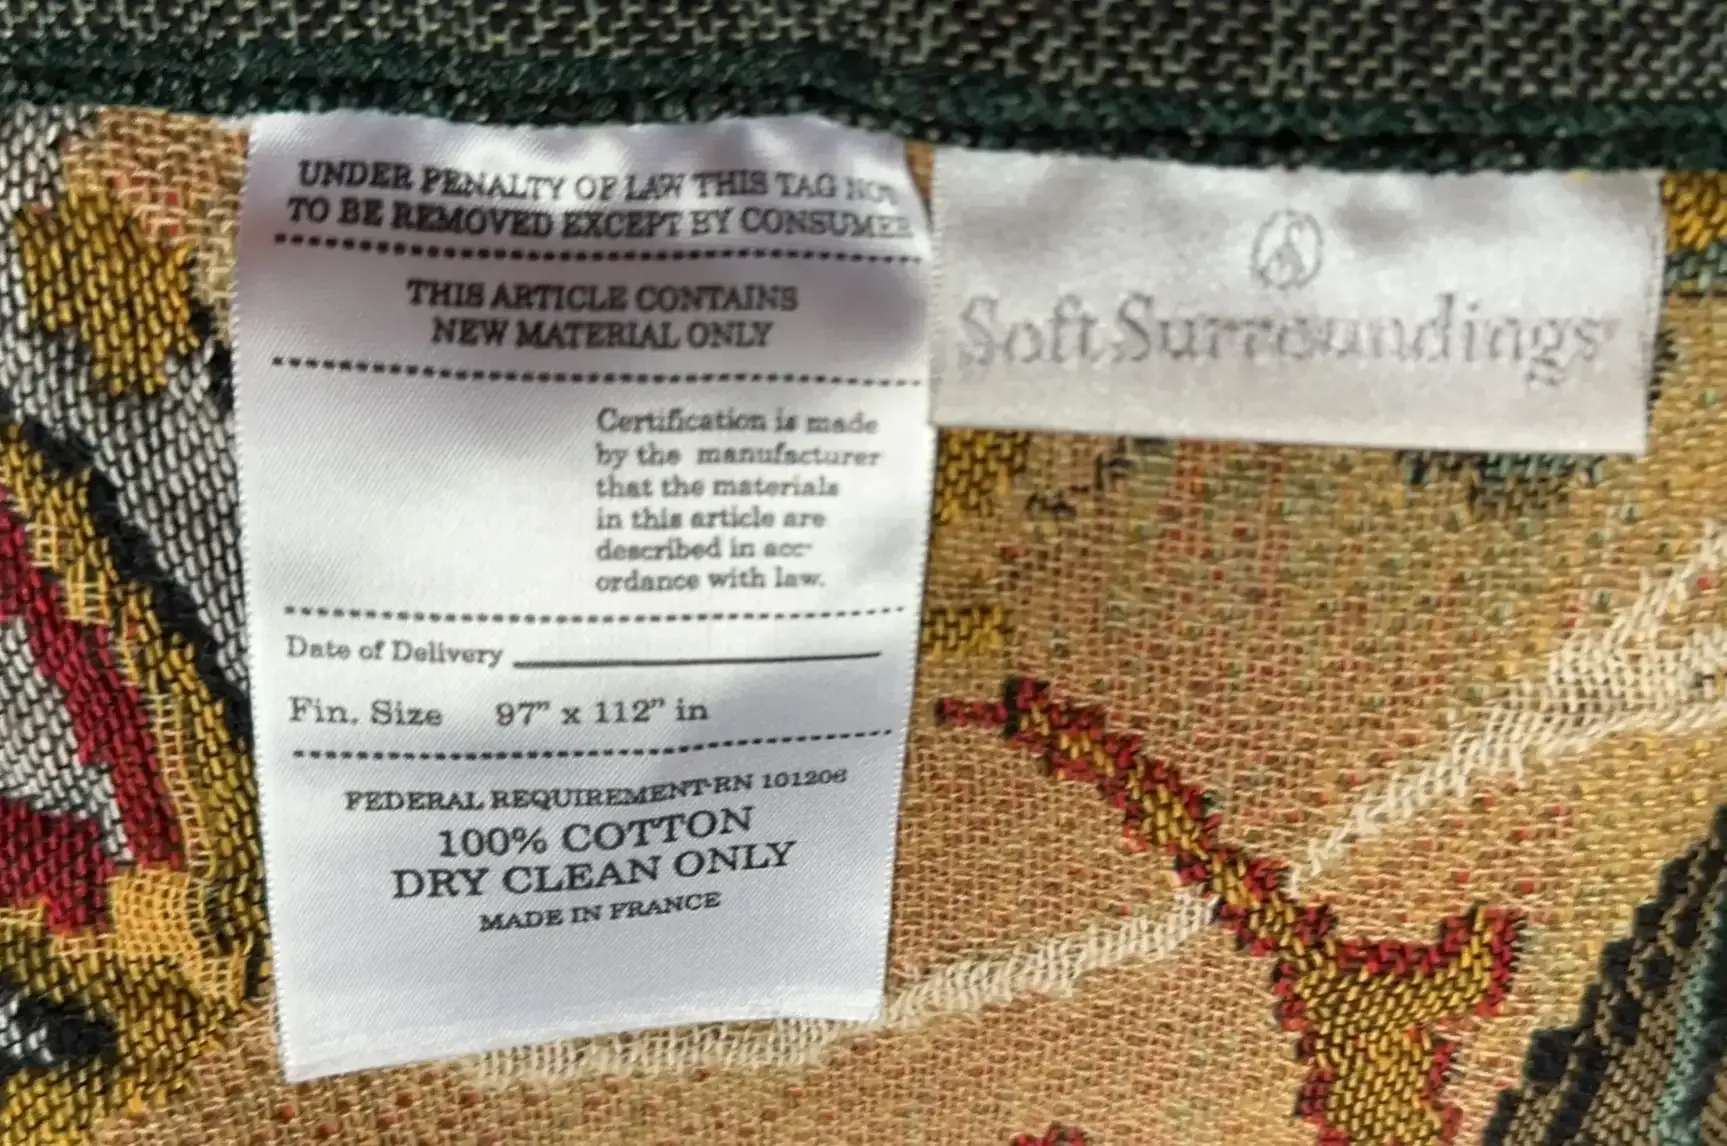 UNDER PENALTY OF LAW THIS TAG NOT
TO BE REMOVED EXCEPT BY CONSUMER
THIS ARTICLE CONTAINS
NEW MATERIAL ONLY
Certification is made
by the manufacturer
that the materials
in this article are
described in acc-
ordance with law.
Date of Delivery
Fin. Size 97" x 112" in
FEDERAL REQUIREMENT-RN 101206
100% COTTON
DRY CLEAN ONLY
MADE IN FRANCE
Soft Surroundings